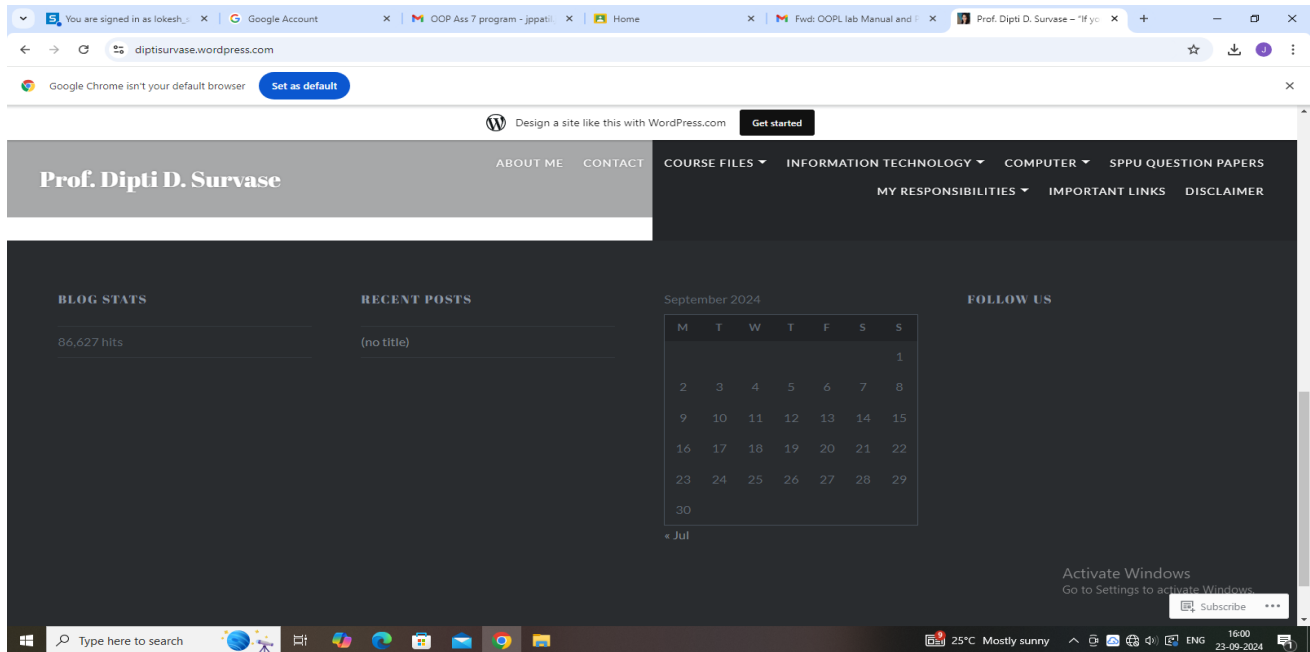 You are signed in as lokesh_s
Google Account
OOP Ass 7 program - jppatil.
Home
Fwd: OOPL lab Manual and
Prof. Dipti D. Survase – "If yo
diptisurvase.wordpress.com
J
Google Chrome isn't your default browser Set as default
Design a site like this with WordPress.com Get started
Prof. Dipti D. Survase
ABOUT ME CONTACT COURSE FILES INFORMATION TECHNOLOGY COMPUTER SPPU QUESTION PAPERS
MY RESPONSIBILITIES IMPORTANT LINKS DISCLAIMER
BLOG STATS
86,627 hits
RECENT POSTS
(no title)
September 2024
M T W T F S S
1
2 3 4 5 6 7 8
9 10 11 12 13 14 15
16 17 18 19 20 21 22
23 24 25 26 27 28 29
30
« Jul
FOLLOW US
Activate Windows
Go to Settings to activate Windows.
Subscribe
Type here to search
9
25°C Mostly sunny
ENG
16:00
23-09-2024
1